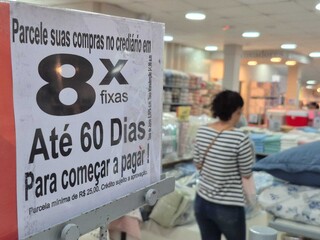 Parcele suas compras no crediário em
8x
fixas
Até 60 Dias
Para começar a pagar !
Parcela mínima de R$ 25,00. Crédito sujeito a aprovação.